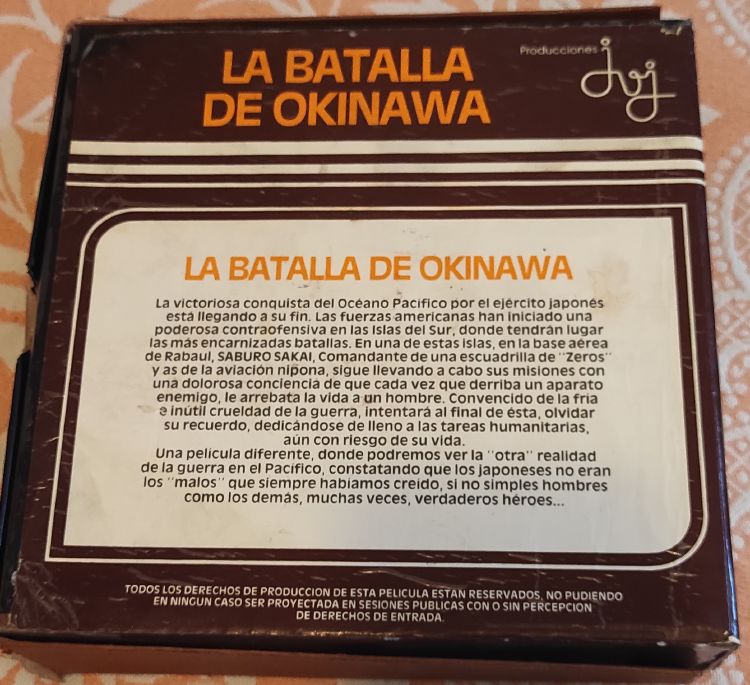 LA BATALLA
DE OKINAWA
Producciones
jvj
LA BATALLA DE OKINAWA
La victoriosa conquista del Océano Pacífico por el ejército japonés
está llegando a su fin. Las fuerzas americanas han iniciado una
poderosa contraofensiva en las Islas del Sur, donde tendrán lugar
las más encarnizadas batallas. En una de estas islas, en la base aérea
de Rabaul, SABURO SAKAI, Comandante de una escuadrilla de "Zeros"
y as de la aviación nipona, sigue llevando a cabo sus misiones con
una dolorosa conciencia de que cada vez que derriba un aparato
enemigo, le arrebata la vida a un hombre. Convencido de la fría
e inútil crueldad de la guerra, intentará al final de ésta, olvidar
su recuerdo, dedicándose de lleno a las tareas humanitarias,
aún con riesgo de su vida.
Una película diferente, donde podremos ver la "otra" realidad
de la guerra en el Pacífico, constatando que los japoneses no eran
los "malos" que siempre habíamos creído, si no simples hombres
como los demás, muchas veces, verdaderos héroes...
TODOS LOS DERECHOS DE PRODUCCION DE ESTA PELICULA ESTAN RESERVADOS, NO PUDIENDO
EN NINGUN CASO SER PROYECTADA EN SESIONES PUBLICAS CON O SIN PERCEPCION
DE DERECHOS DE ENTRADA.